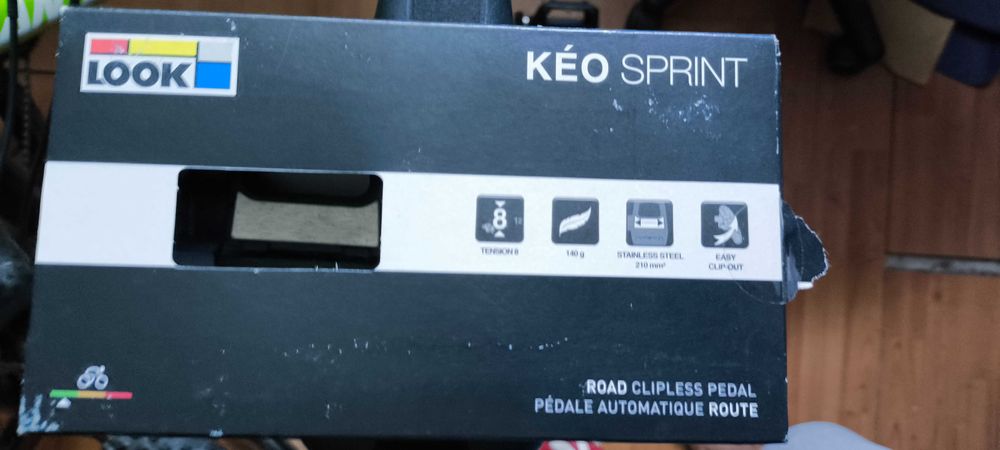 LOOK
KÉO SPRINT
8 12
TENSION 8
140 g
STAINLESS STEEL
210 mm²
EASY
CLIP-OUT
ROAD CLIPLESS PEDAL
PÉDALE AUTOMATIQUE ROUTE